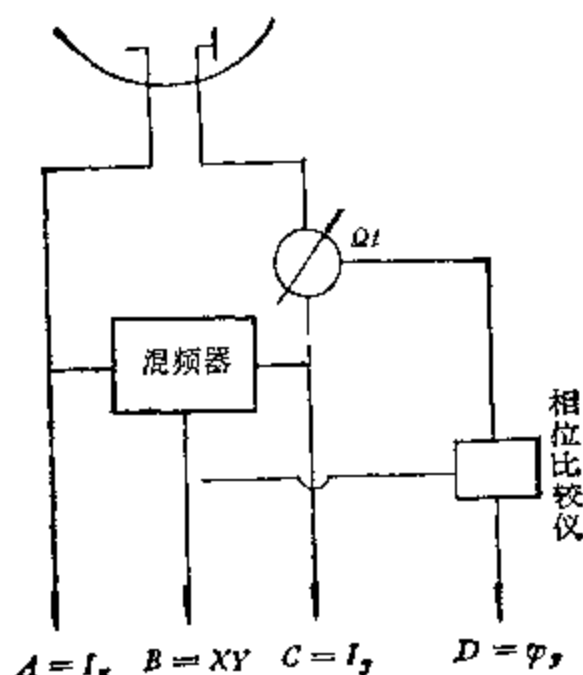 Ωt
混频器
相位比较仪
A = I_x B = XY C = I_y D = φ_y